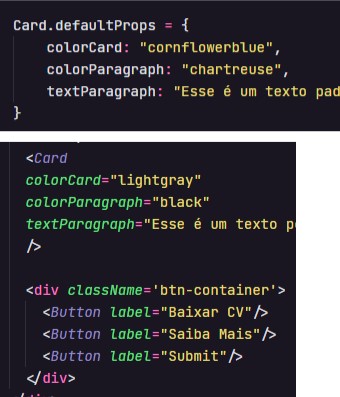 Card.defaultProps = {
colorCard: "cornflowerblue",
colorParagraph: "chartreuse",
textParagraph: "Esse é um texto pad
}
<Card
colorCard="lightgray"
colorParagraph="black"
textParagraph="Esse é um texto p
/>
<div className='btn-container'>
<Button label="Baixar CV"/>
<Button label="Saiba Mais"/>
<Button label="Submit"/>
</div>